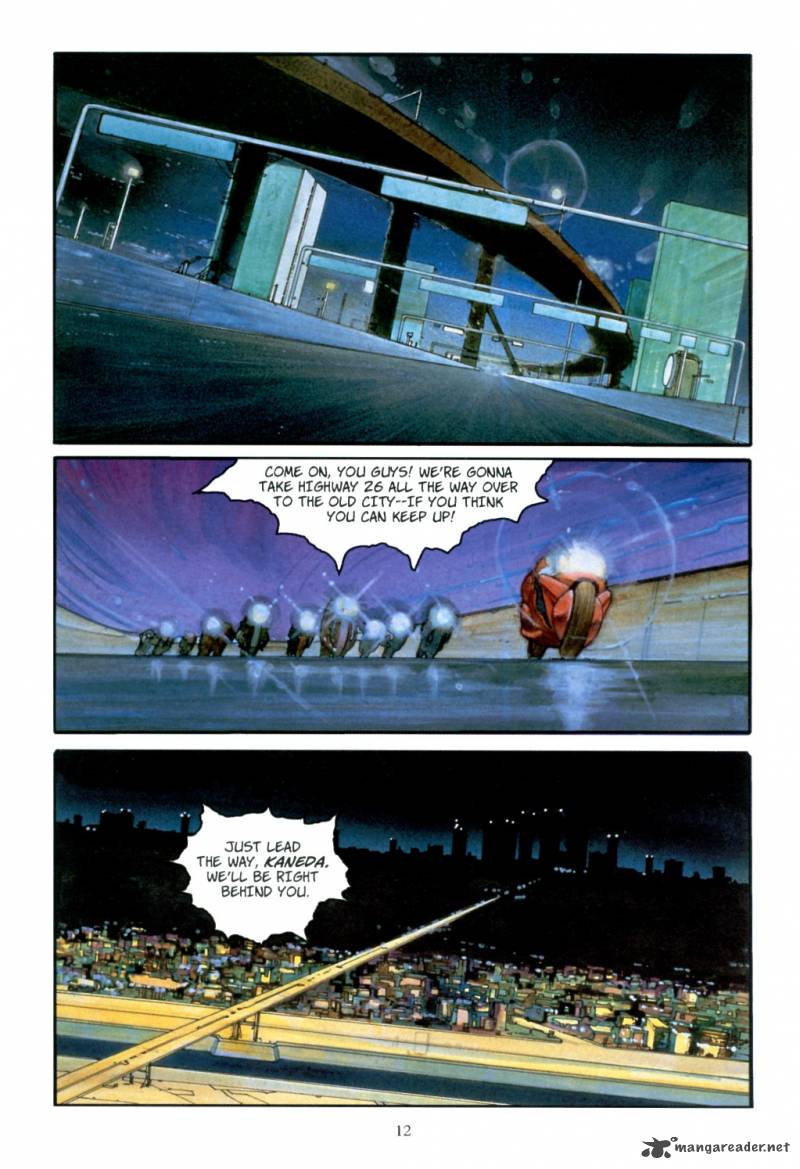 COME ON, YOU GUYS! WE'RE GONNA
TAKE HIGHWAY 26 ALL THE WAY OVER
TO THE OLD CITY--IF YOU THINK
YOU CAN KEEP UP!
JUST LEAD
THE WAY, KANEDA.
WE'LL BE RIGHT
BEHIND YOU.
12
mangareader.net